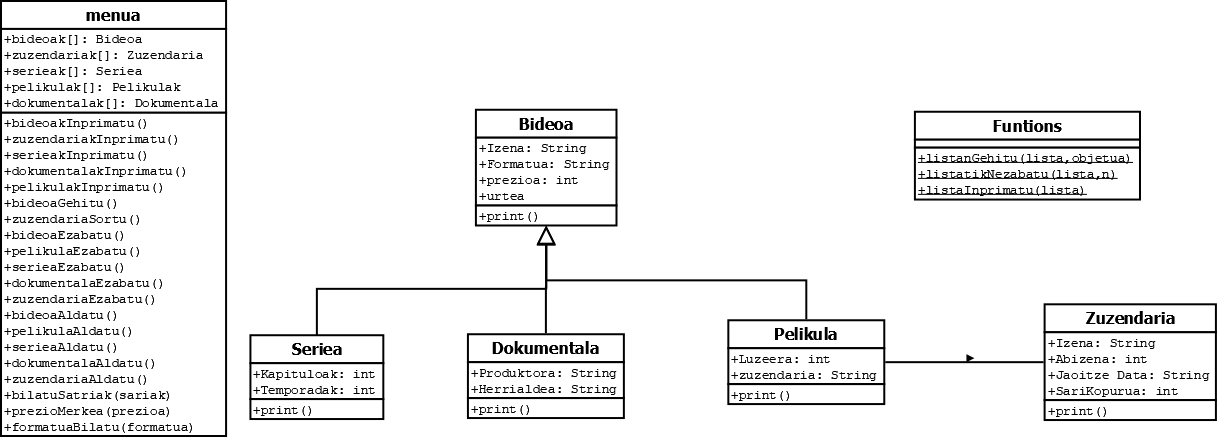 menua
+bideoak[]: Bideoa
+zuzendariak[]: Zuzendaria
+serieak[]: Seriea
+pelikulak[]: Pelikulak
+dokumentalak[]: Dokumentala
+bideoakInprimatu()
+zuzendariakInprimatu()
+serieakInprimatu()
+dokumentalakInprimatu()
+pelikulakInprimatu()
+bideoaGehitu()
+zuzendariaSortu()
+bideoaEzabatu()
+pelikulaEzabatu()
+serieaEzabatu()
+dokumentalaEzabatu()
+zuzendariaEzabatu()
+bideoaAldatu()
+pelikulaAldatu()
+serieaAldatu()
+dokumentalaAldatu()
+zuzendariaAldatu()
+bilatuSatriak(sariak)
+prezioMerkea(prezioa)
+formatuaBilatu(formatua)
Bideoa
+Izena: String
+Formatua: String
+prezioa: int
+urtea
+print()
Funtions
+listanGehitu(lista,objetua)
+listatikNezabatu(lista,n)
+listaInprimatu(lista)
Seriea
+Kapituloak: int
+Temporadak: int
+print()
Dokumentala
+Produktora: String
+Herrialdea: String
+print()
Pelikula
+Luzeera: int
+zuzendaria: String
+print()
Zuzendaria
+Izena: String
+Abizena: int
+Jaoitze Data: String
+SariKopurua: int
+print()